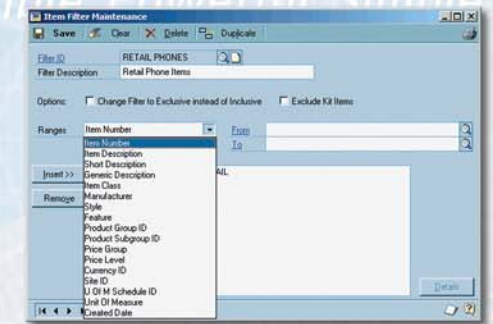 Item Filter Maintenance
Save Clear Delete Duplicate
Filter ID RETAIL PHONES
Filter Description Retail Phone Items
Options: Change Filter to Exclusive instead of Inclusive Exclude Kit Items
Ranges Item Number From
To
Item Number
Item Description
Short Description
Generic Description
Item Class
Manufacturer
Style
Feature
Product Group ID
Product Subgroup ID
Price Group
Price Level
Currency ID
Site ID
U Of M Schedule ID
Unit Of Measure
Created Date
Insert >>
Remove
AIL
Details